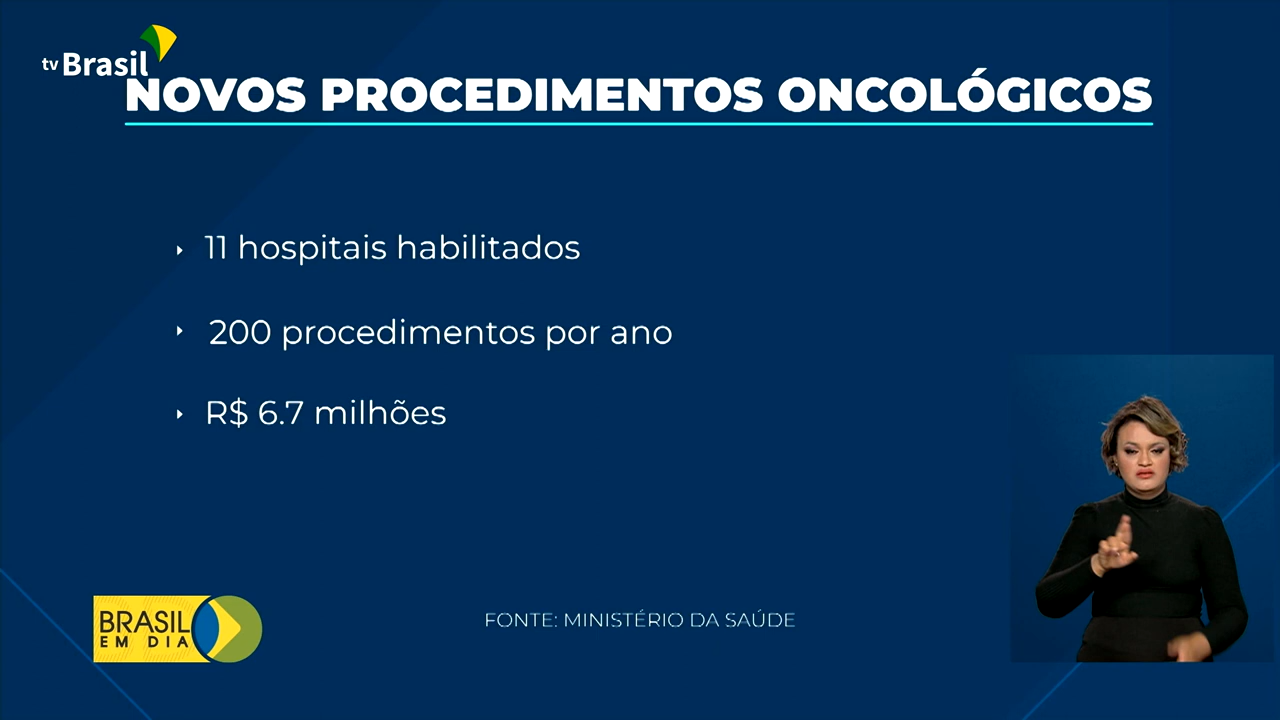 tv Brasil
NOVOS PROCEDIMENTOS ONCOLÓGICOS
11 hospitais habilitados
200 procedimentos por ano
R$ 6.7 milhões
BRASIL
EM DIA
FONTE: MINISTÉRIO DA SAÚDE